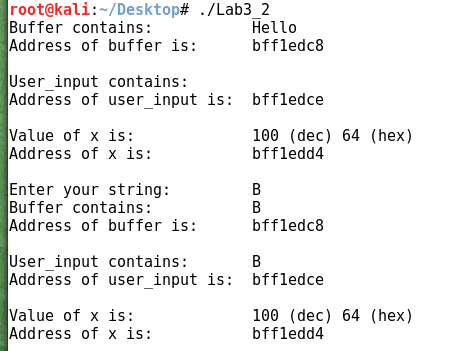 root@kali:~/Desktop# ./Lab3_2
Buffer contains: Hello
Address of buffer is: bff1edc8
User_input contains:
Address of user_input is: bff1edce
Value of x is: 100 (dec) 64 (hex)
Address of x is: bff1edd4
Enter your string: B
Buffer contains: B
Address of buffer is: bff1edc8
User_input contains: B
Address of user_input is: bff1edce
Value of x is: 100 (dec) 64 (hex)
Address of x is: bff1edd4